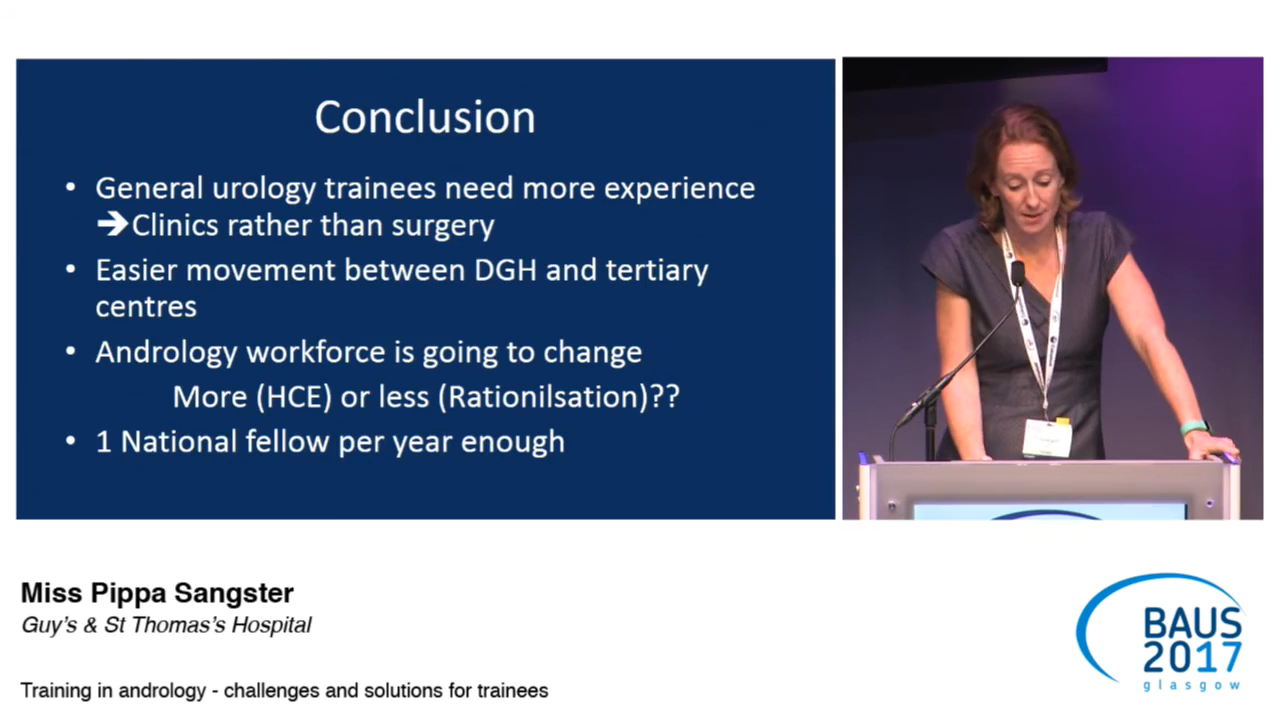 Conclusion
• General urology trainees need more experience
➔Clinics rather than surgery
• Easier movement between DGH and tertiary
centres
• Andrology workforce is going to change
More (HCE) or less (Rationilsation)??
• 1 National fellow per year enough
Miss Pippa Sangster
Guy's & St Thomas's Hospital
Training in andrology - challenges and solutions for trainees
BAUS
2017
glasgow